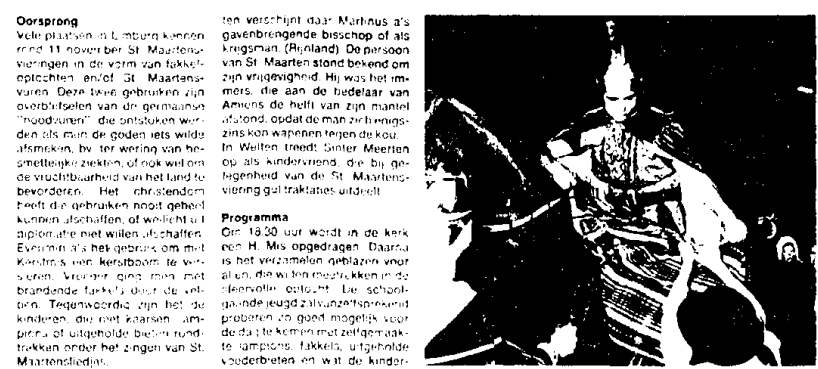 Oorsprong
Vele plaatsen in Limburg kennen
rond 11 november St. Maartens-
vieringen in de vorm van fakkel-
optochten en/of St. Maartens-
vuren. Deze twee gebruiken zijn
overblijfselen van de germaanse
"noodvuren" die ontstoken wer-
den als men de goden iets wilde
afsmeken, bv. ter wering van be-
smettelijke ziekten, of ook wel om
de vruchtbaarheid van het land te
bevorderen. Het christendom
heeft die gebruiken nooit geheel
kunnen afschaffen, of wellicht uit
diplomatie niet willen afschaffen.
Evenmin als het gebruik om met
Kerstmis een kerstboom te ver-
sieren. Vroeger ging men met
brandende fakkels door de vel-
den. Tegenwoordig zijn het de
kinderen, die met kaarsen, lam-
pions of uitgeholde bieten rond-
trekken onder het zingen van St.
Maartensliedjes.
ten verschijnt daar Martinus als
gavenbrengende bisschop of als
krijgsman. (Rijnland). De persoon
van St. Maarten stond bekend om
zijn vrijgevigheid. Hij was het im-
mers, die aan de bedelaar van
Amiens de helft van zijn mantel
afstond, opdat de man zich enigs-
zins kon wapenen tegen de kou.
In Welten treedt Sinter Meerten
op als kindervriend, die bij ge-
legenheid van de St. Maartens-
viering gul traktaties uitdeelt.
Programma
Om 18.30 uur wordt in de kerk
een H. Mis opgedragen. Daarna
is het verzamelen geblazen voor
allen, die willen meetrekken in de
sfeervolle optocht. De school-
gaande jeugd zal vanzelfsprekend
proberen zo goed mogelijk voor
de dag te komen met zelfgemaak-
te lampions, fakkels, uitgeholde
voederbieten en wat de kinder-